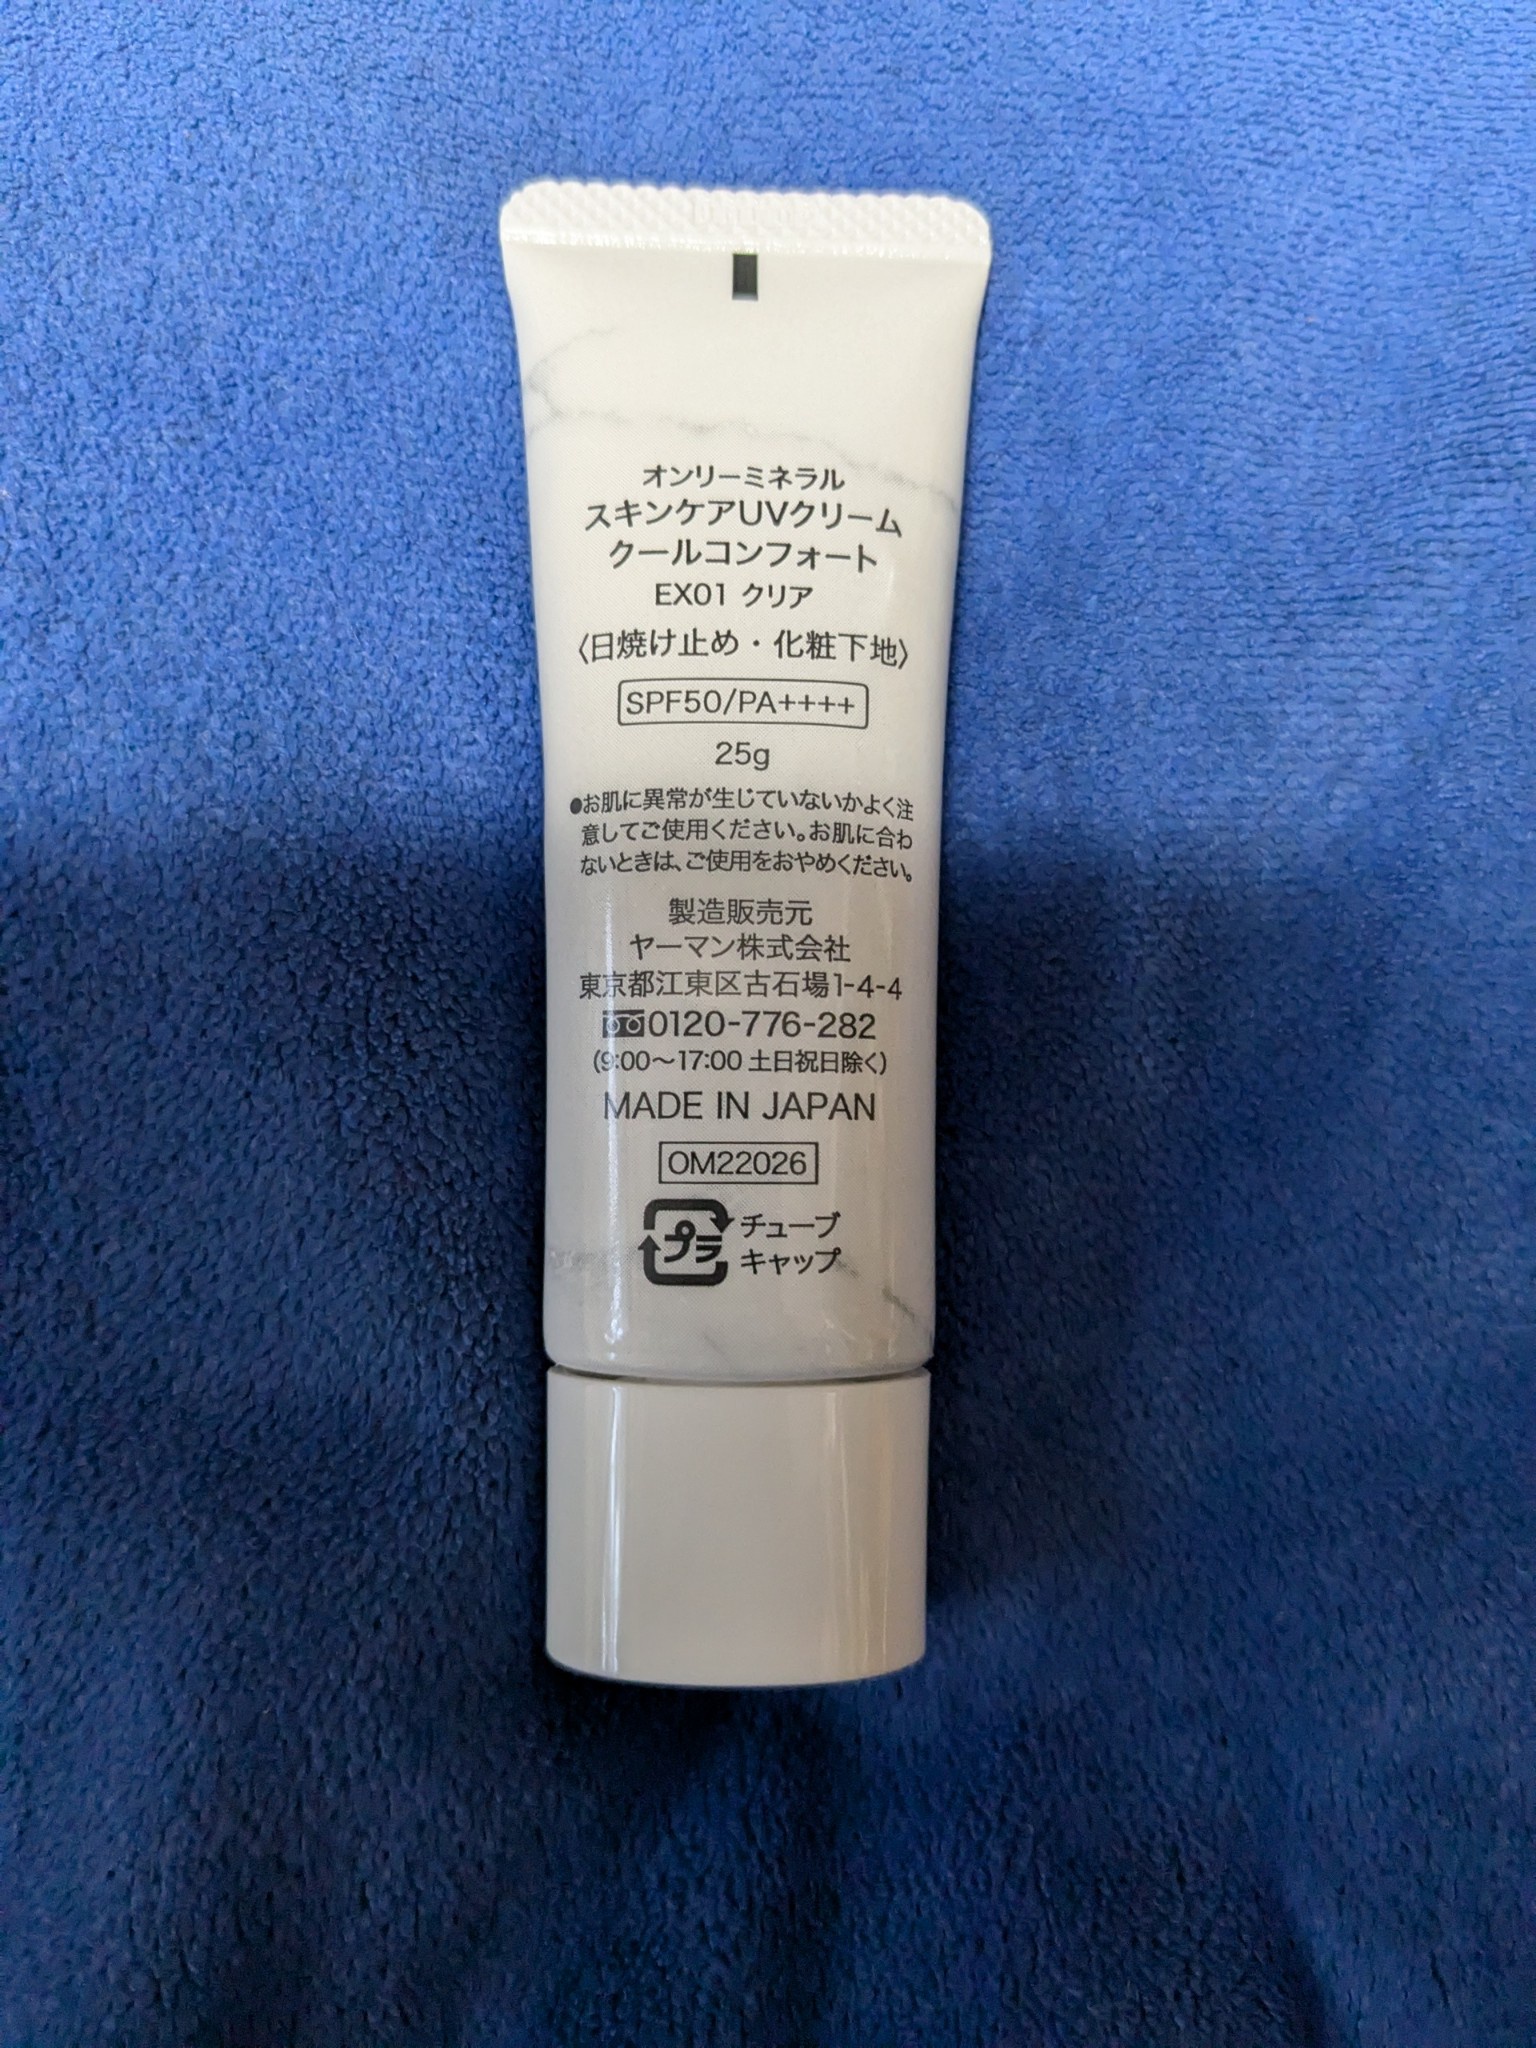 オンリーミネラル
スキンケアUVクリーム
クールコンフォート
EX01 クリア
〈日焼け止め・化粧下地〉
SPF50/PA++++
25g
●お肌に異常が生じていないかよく注
意してご使用ください。お肌に合わ
ないときは、ご使用をおやめください。
製造販売元
ヤーマン株式会社
東京都江東区古石場1-4-4
0120-776-282
(9:00～17:00 土日祝日除く)
MADE IN JAPAN
OM22026
プラ チューブ
キャップ